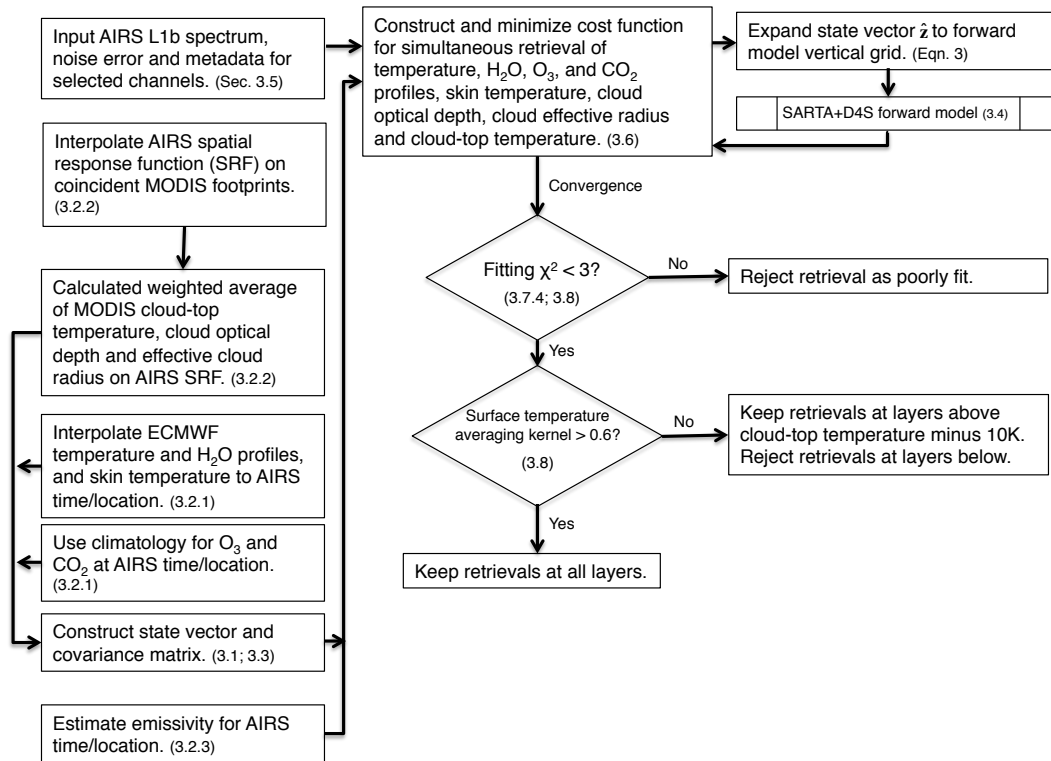 Input AIRS L1b spectrum,
noise error and metadata for
selected channels. (Sec. 3.5)
Interpolate AIRS spatial
response function (SRF) on
coincident MODIS footprints.
(3.2.2)
Calculated weighted average
of MODIS cloud-top
temperature, cloud optical
depth and effective cloud
radius on AIRS SRF. (3.2.2)
Interpolate ECMWF
temperature and H₂O profiles,
and skin temperature to AIRS
time/location. (3.2.1)
Use climatology for O₃ and
CO₂ at AIRS time/location.
(3.2.1)
Construct state vector and
covariance matrix. (3.1; 3.3)
Estimate emissivity for AIRS
time/location. (3.2.3)
Construct and minimize cost function
for simultaneous retrieval of
temperature, H₂O, O₃, and CO₂
profiles, skin temperature, cloud
optical depth, cloud effective radius
and cloud-top temperature. (3.6)
Expand state vector ẑ to forward
model vertical grid. (Eqn. 3)
SARTA+D4S forward model (3.4)
Convergence
Fitting χ² < 3?
(3.7.4; 3.8)
No
Reject retrieval as poorly fit.
Yes
Surface temperature
averaging kernel > 0.6?
(3.8)
No
Keep retrievals at layers above
cloud-top temperature minus 10K.
Reject retrievals at layers below.
Yes
Keep retrievals at all layers.